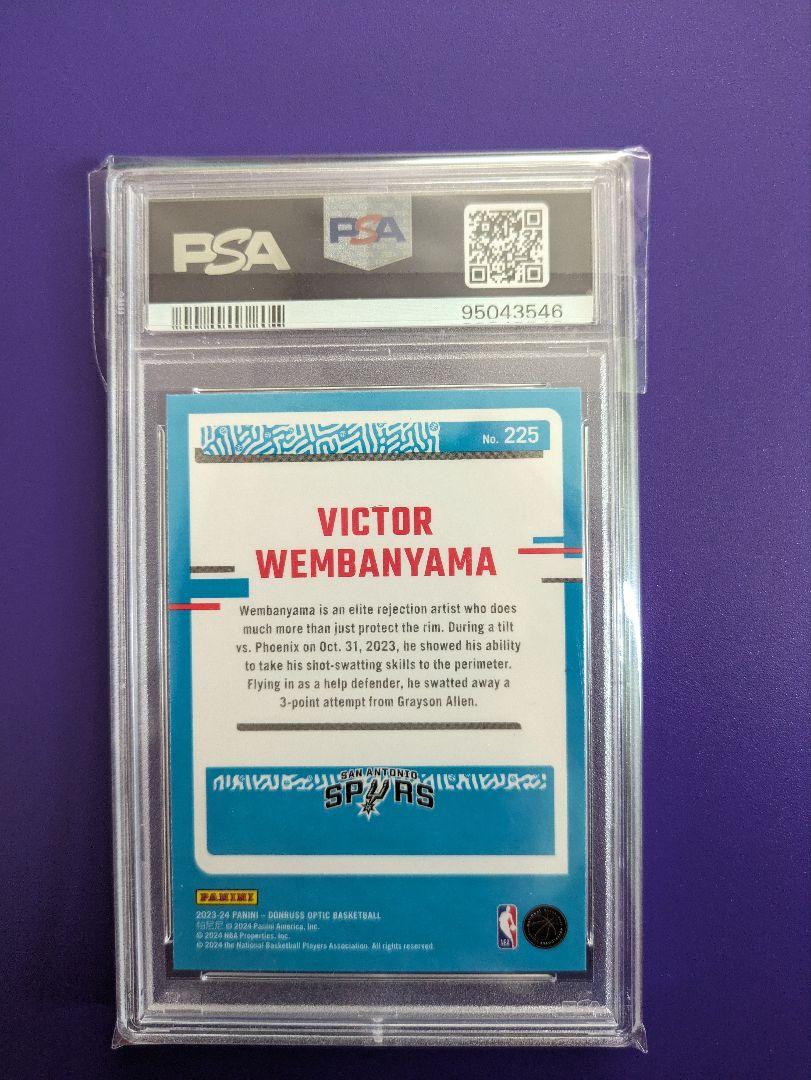 PSA
PSA
95043546
No. 225
VICTOR
WEMBANYAMA
Wembanyama is an elite rejection artist who does
much more than just protect the rim. During a tilt
vs. Phoenix on Oct. 31, 2023, he showed his ability
to take his shot-swatting skills to the perimeter.
Flying in as a help defender, he swatted away a
3-point attempt from Grayson Allen.
SAN ANTONIO
SPURS
PANINI
2023-24 PANINI - DONRUSS OPTIC BASKETBALL
帕尼尼 © 2024 Panini America, Inc.
© 2024 NBA Properties, Inc.
© 2024 the National Basketball Players Association. All rights reserved.
NBA